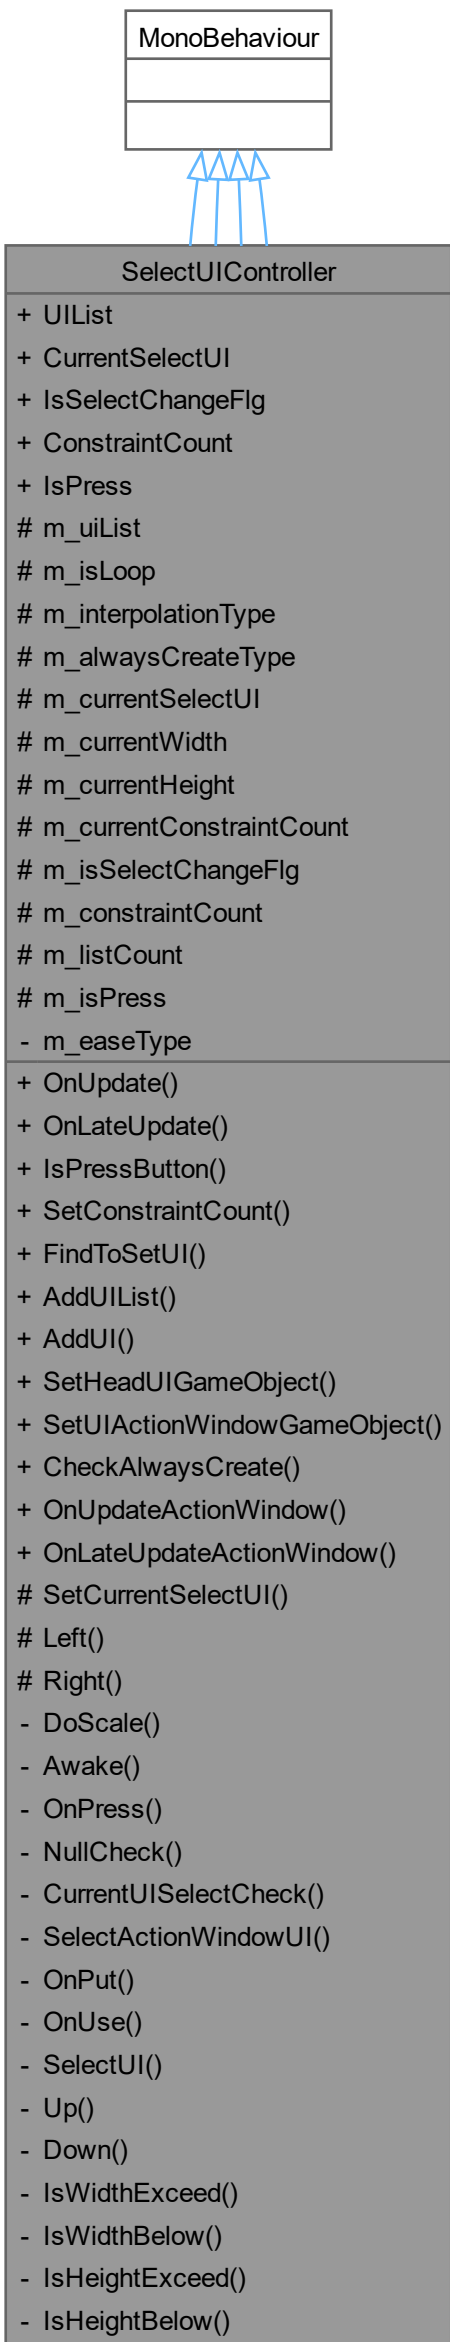 MonoBehaviour
SelectUIController
+ UIList
+ CurrentSelectUI
+ IsSelectChangeFlg
+ ConstraintCount
+ IsPress
# m_uiList
# m_isLoop
# m_interpolationType
# m_alwaysCreateType
# m_currentSelectUI
# m_currentWidth
# m_currentHeight
# m_currentConstraintCount
# m_isSelectChangeFlg
# m_constraintCount
# m_listCount
# m_isPress
- m_easeType
+ OnUpdate()
+ OnLateUpdate()
+ IsPressButton()
+ SetConstraintCount()
+ FindToSetUI()
+ AddUIList()
+ AddUI()
+ SetHeadUIGameObject()
+ SetUIActionWindowGameObject()
+ CheckAlwaysCreate()
+ OnUpdateActionWindow()
+ OnLateUpdateActionWindow()
# SetCurrentSelectUI()
# Left()
# Right()
- DoScale()
- Awake()
- OnPress()
- NullCheck()
- CurrentUISelectCheck()
- SelectActionWindowUI()
- OnPut()
- OnUse()
- SelectUI()
- Up()
- Down()
- IsWidthExceed()
- IsWidthBelow()
- IsHeightExceed()
- IsHeightBelow()